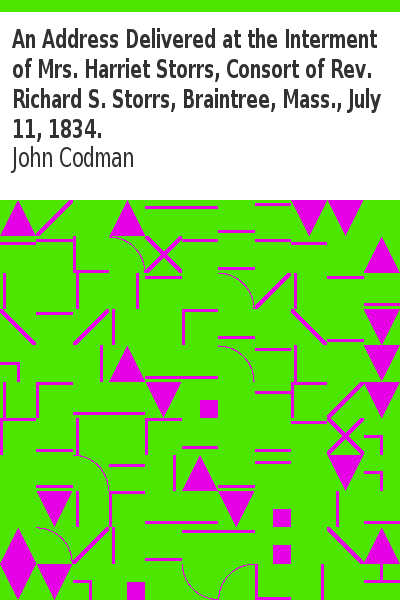 An Address Delivered at the Interment
of Mrs. Harriet Storrs, Consort of Rev.
Richard S. Storrs, Braintree, Mass., July
11, 1834.
John Codman